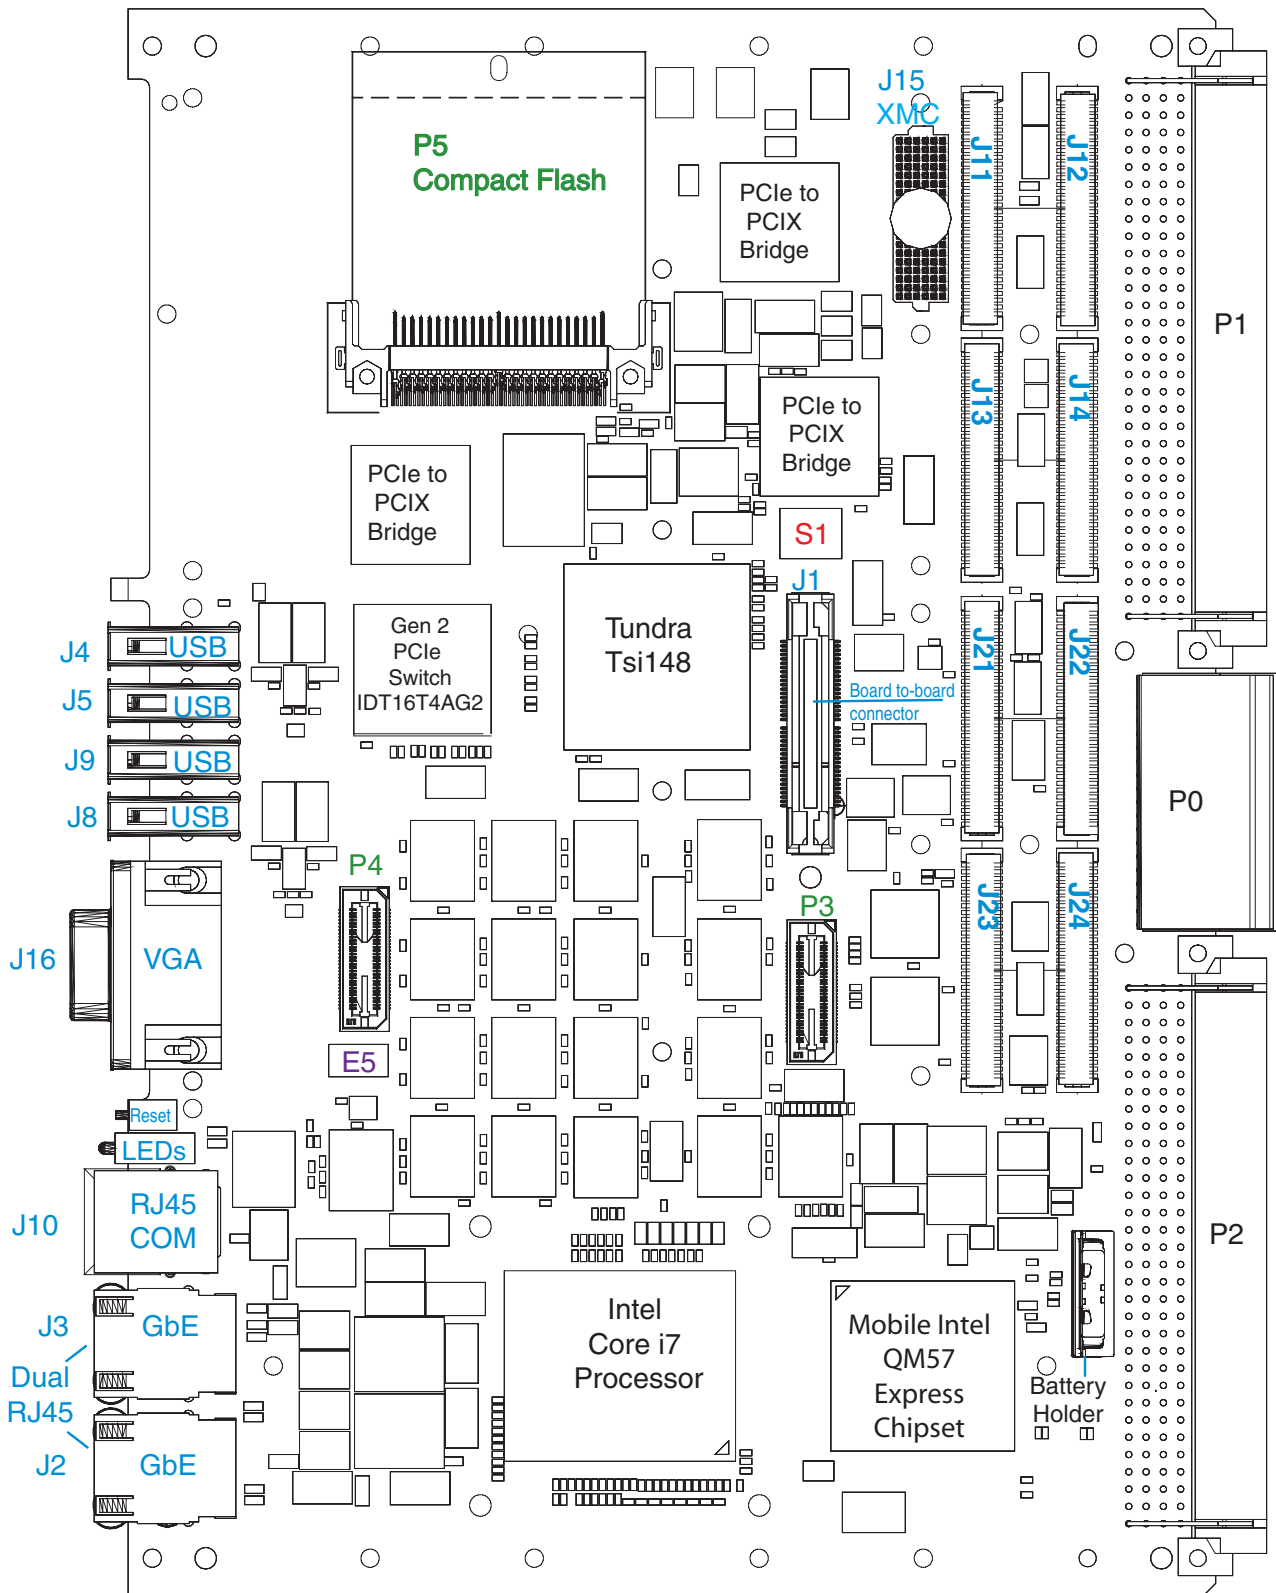 J15
XMC
P5
Compact Flash
J11
J12
PCIe to
PCIX
Bridge
P1
J13
J14
PCIe to
PCIX
Bridge
PCIe to
PCIX
Bridge
S1
J1
Gen 2
PCIe
Switch
IDT16T4AG2
Tundra
Tsi148
J4
USB
J21
J22
J5
USB
Board to-board
connector
J9
USB
J8
USB
P0
P4
P3
J23
J24
J16
VGA
E5
Reset
LEDs
J10
RJ45
COM
P2
J3
GbE
Dual
RJ45
J2
GbE
Intel
Core i7
Processor
Mobile Intel
QM57
Express
Chipset
Battery
Holder